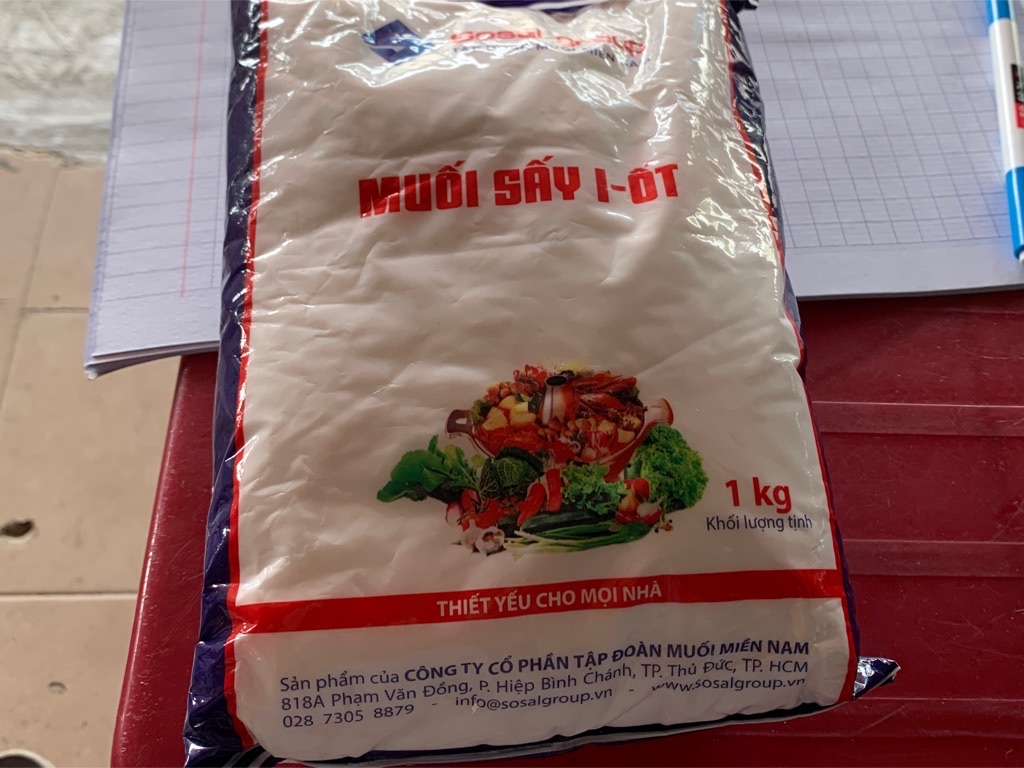 Sosal group
MUỐI SẤY I-ỐT
1 kg
Khối lượng tịnh
THIẾT YẾU CHO MỌI NHÀ
Sản phẩm của CÔNG TY CỔ PHẦN TẬP ĐOÀN MUỐI MIỀN NAM
818A Phạm Văn Đồng, P. Hiệp Bình Chánh, TP. Thủ Đức, TP. HCM
028 7305 8879 - info@sosalgroup.vn - www.sosalgroup.vn